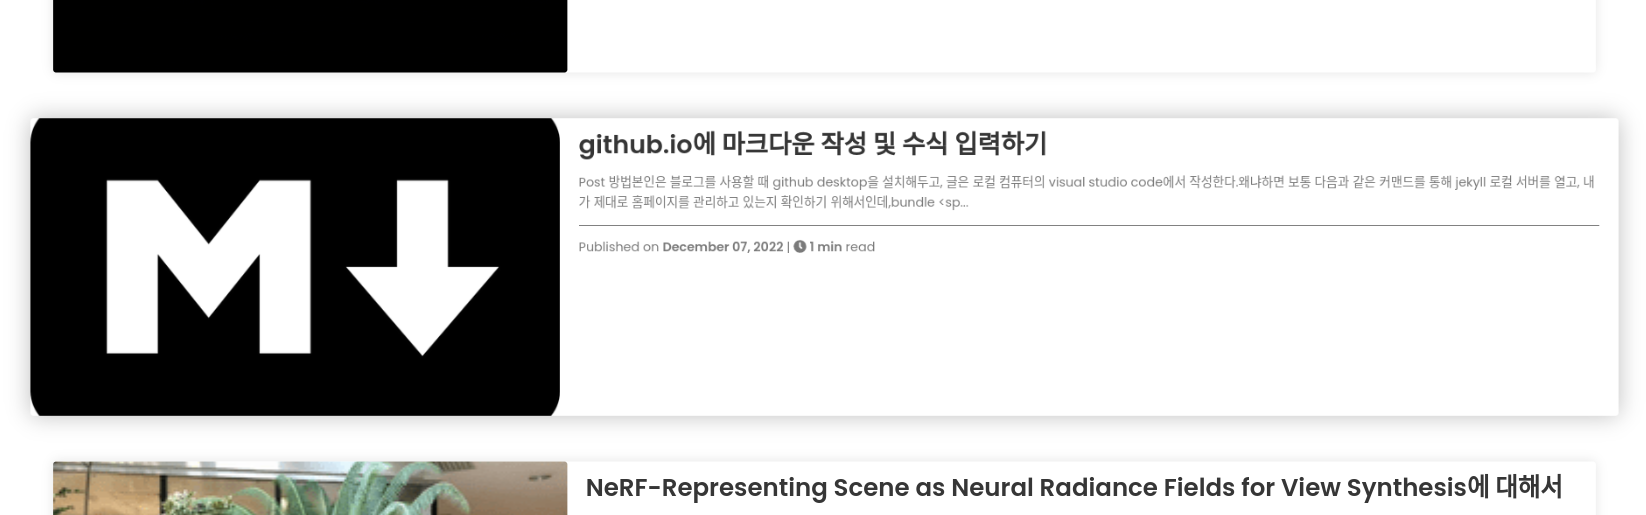 M
github.io에 마크다운 작성 및 수식 입력하기
Post 방법본인은 블로그를 사용할 때 github desktop을 설치해두고, 글은 로컬 컴퓨터의 visual studio code에서 작성한다.왜냐하면 보통 다음과 같은 커맨드를 통해 jekyll 로컬 서버를 열고, 내
가 제대로 홈페이지를 관리하고 있는지 확인하기 위해서인데,bundle <sp...
Published on December 07, 2022 | 1 min read
NeRF-Representing Scene as Neural Radiance Fields for View Synthesis에 대해서